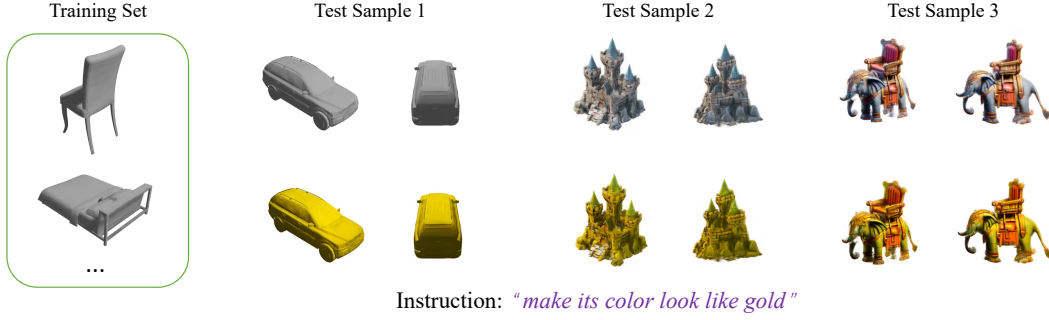 Training Set
Test Sample 1
Test Sample 2
Test Sample 3
...
Instruction: “make its color look like gold”